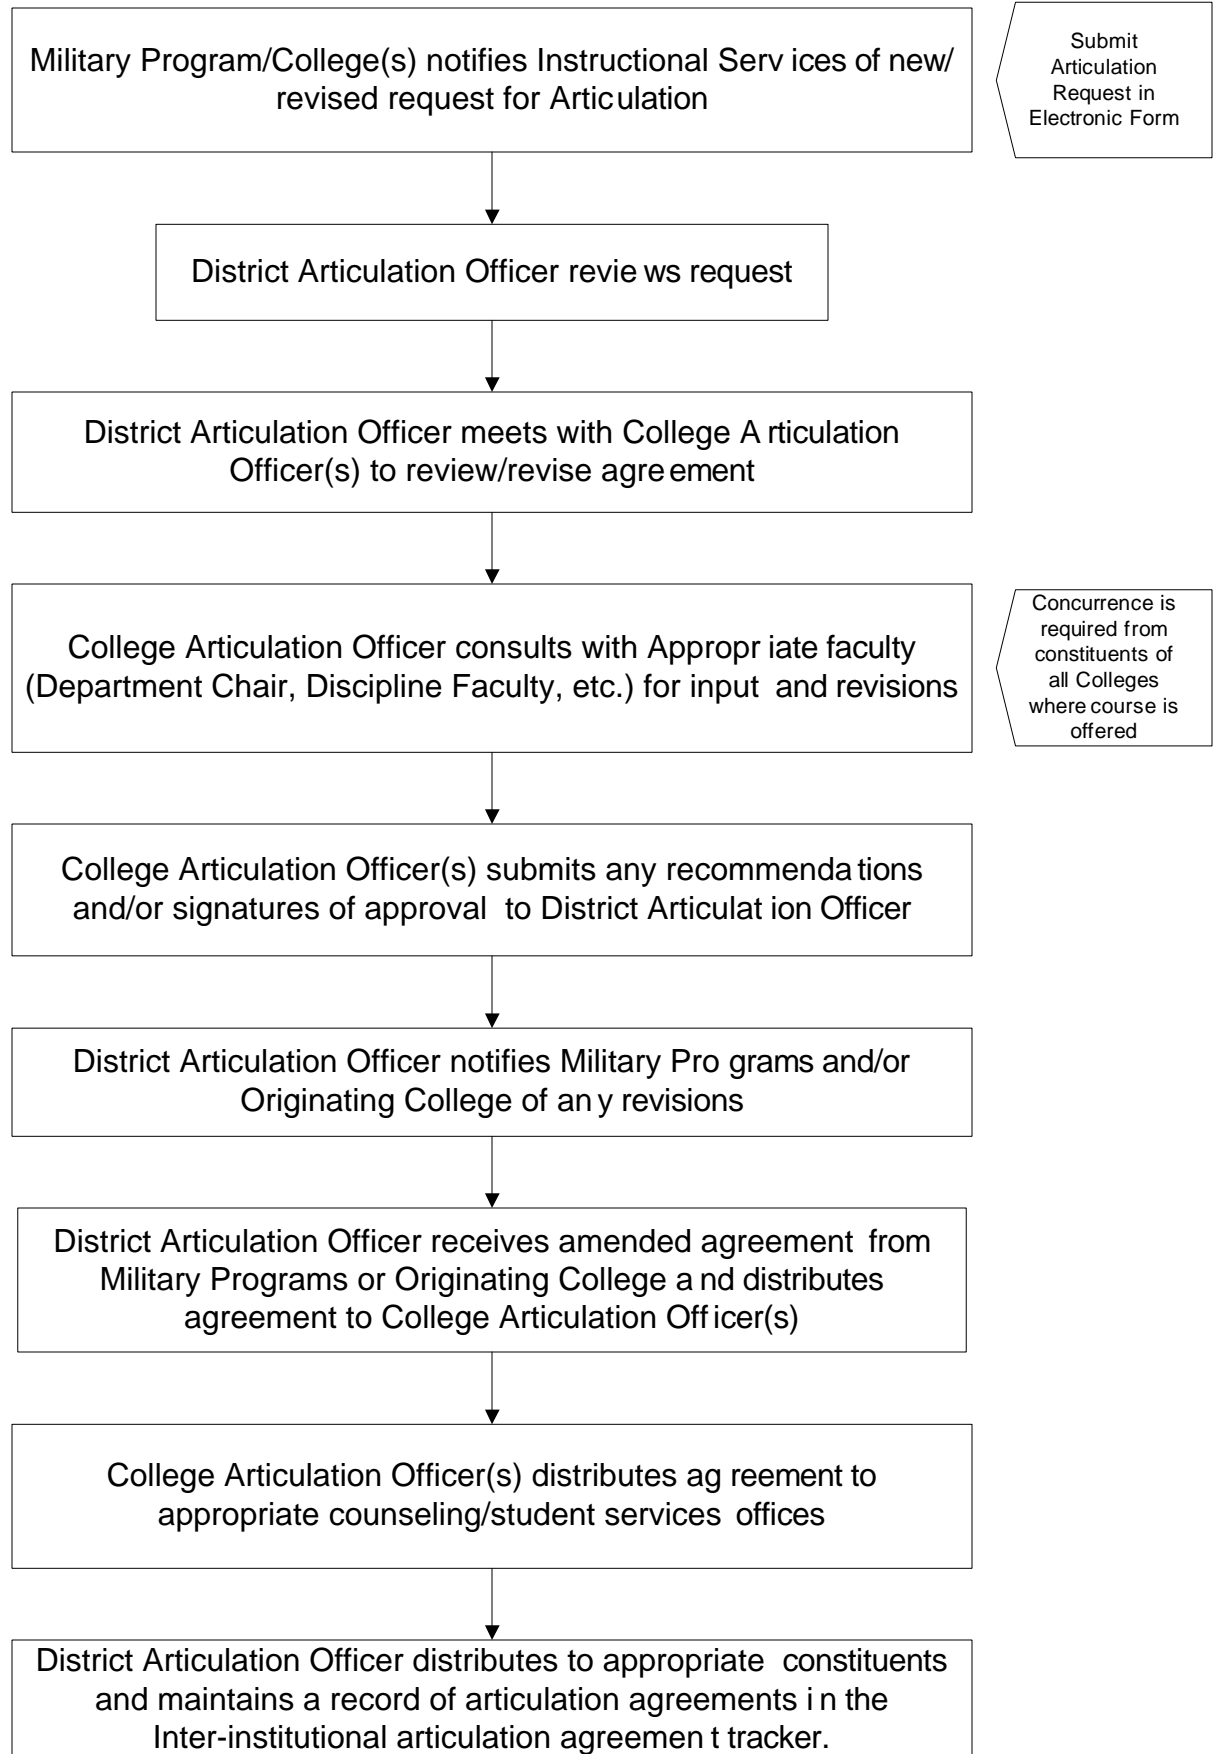 Military Program/College(s) notifies Instructional Serv ices of new/
revised request for Articulation
Submit
Articulation
Request in
Electronic Form
District Articulation Officer revie ws request
District Articulation Officer meets with College A rticulation
Officer(s) to review/revise agre ement
College Articulation Officer consults with Appropr iate faculty
(Department Chair, Discipline Faculty, etc.) for input and revisions
Concurrence is
required from
constituents of
all Colleges
where course is
offered
College Articulation Officer(s) submits any recommenda tions
and/or signatures of approval to District Articulat ion Officer
District Articulation Officer notifies Military Pro grams and/or
Originating College of an y revisions
District Articulation Officer receives amended agreement from
Military Programs or Originating College a nd distributes
agreement to College Articulation Off icer(s)
College Articulation Officer(s) distributes ag reement to
appropriate counseling/student services offices
District Articulation Officer distributes to appropriate constituents
and maintains a record of articulation agreements i n the
Inter-institutional articulation agreemen t tracker.